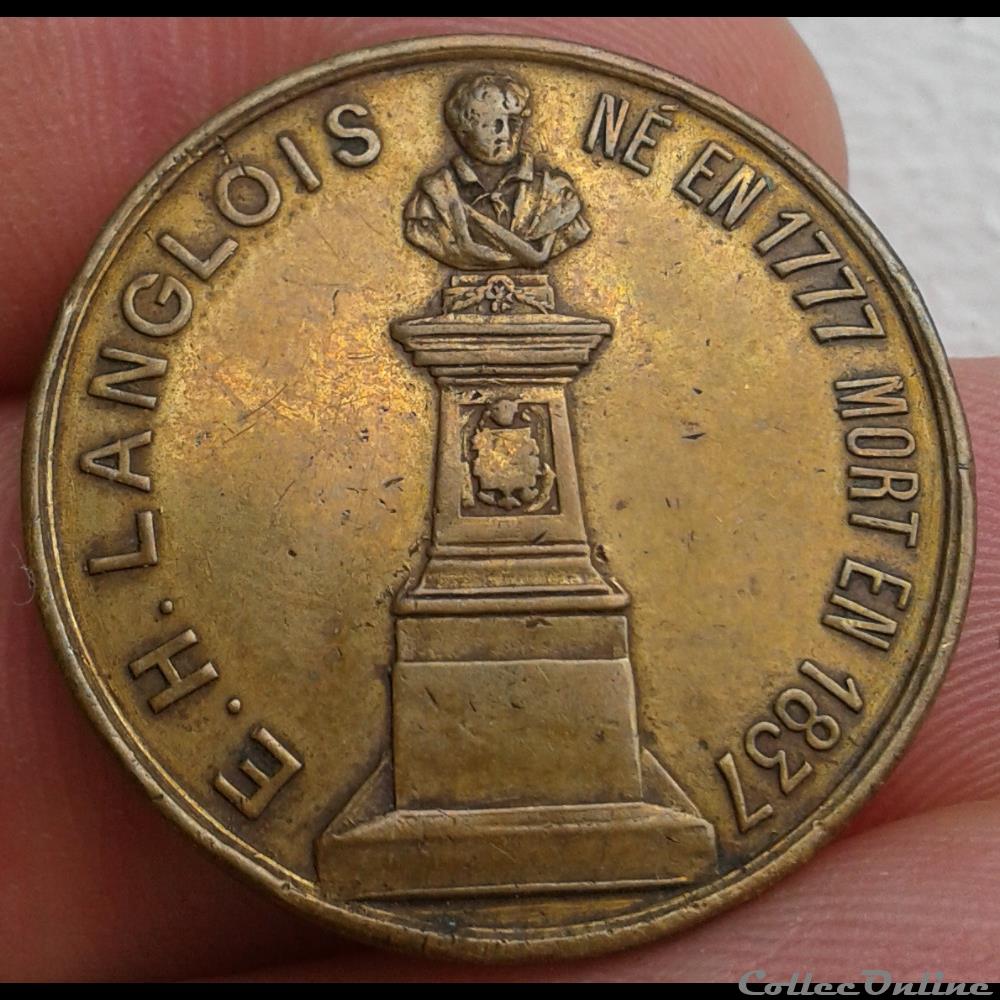 E. H. LANGLOIS
NÉ EN 1777 MORT EN 1837
CollecOnline